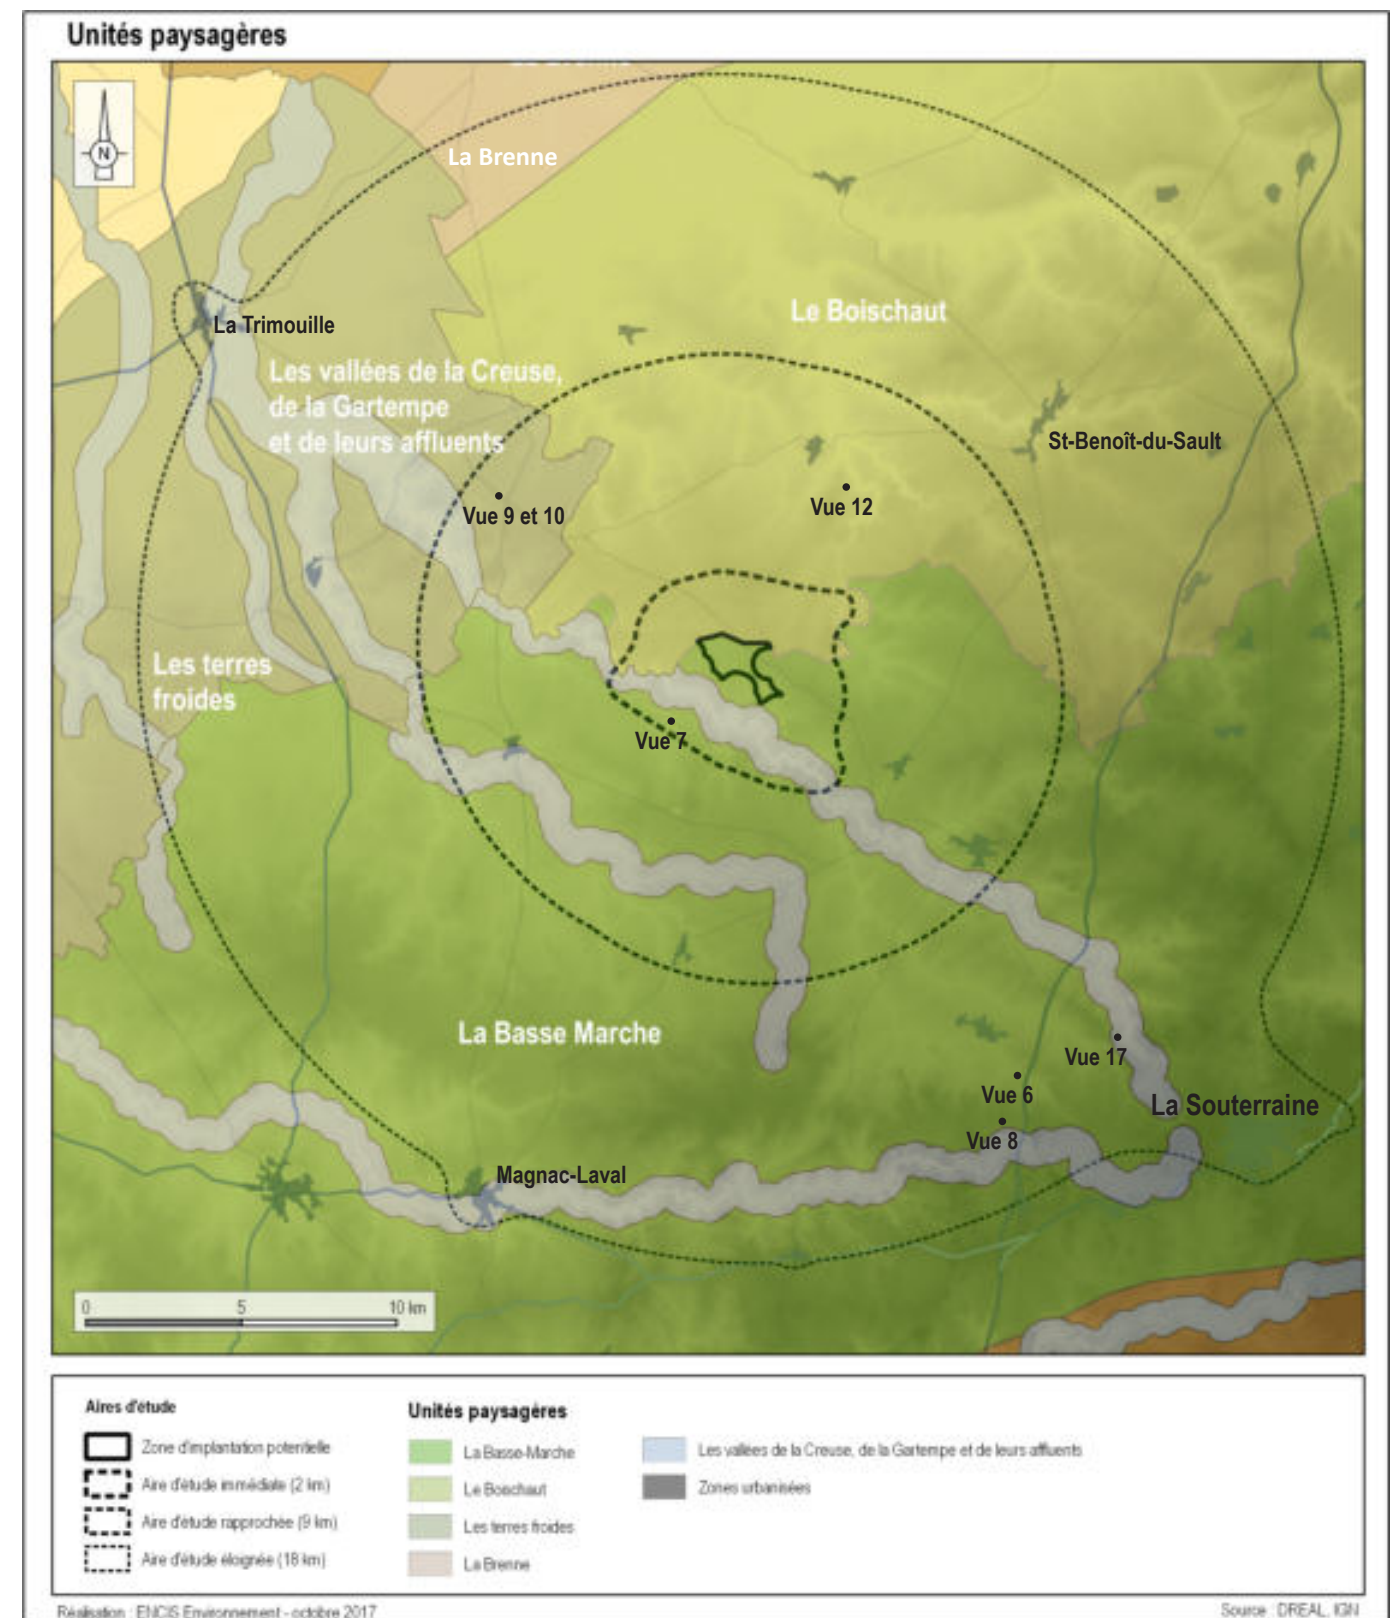 Unités paysagères
N
La Brenne
Le Boischaut
La Trimouille
Les vallées de la Creuse,
de la Gartempe
et de leurs affluents
St-Benoît-du-Sault
Vue 9 et 10
Vue 12
Les terres
froides
Vue 7
La Basse Marche
Vue 17
Vue 6
La Souterraine
Vue 8
Magnac-Laval
0 5 10 km
Aires d'étude
Zone d'implantation potentielle
Aire d'étude immédiate (2 km)
Aire d'étude rapprochée (9 km)
Aire d'étude éloignée (18 km)
Unités paysagères
La Basse-Marche
Le Boischaut
Les terres froides
La Brenne
Les vallées de la Creuse, de la Gartempe et de leurs affluents
Zones urbanisées
Réalisation : ENCIS Environnement - octobre 2017
Source : DREAL, IGN